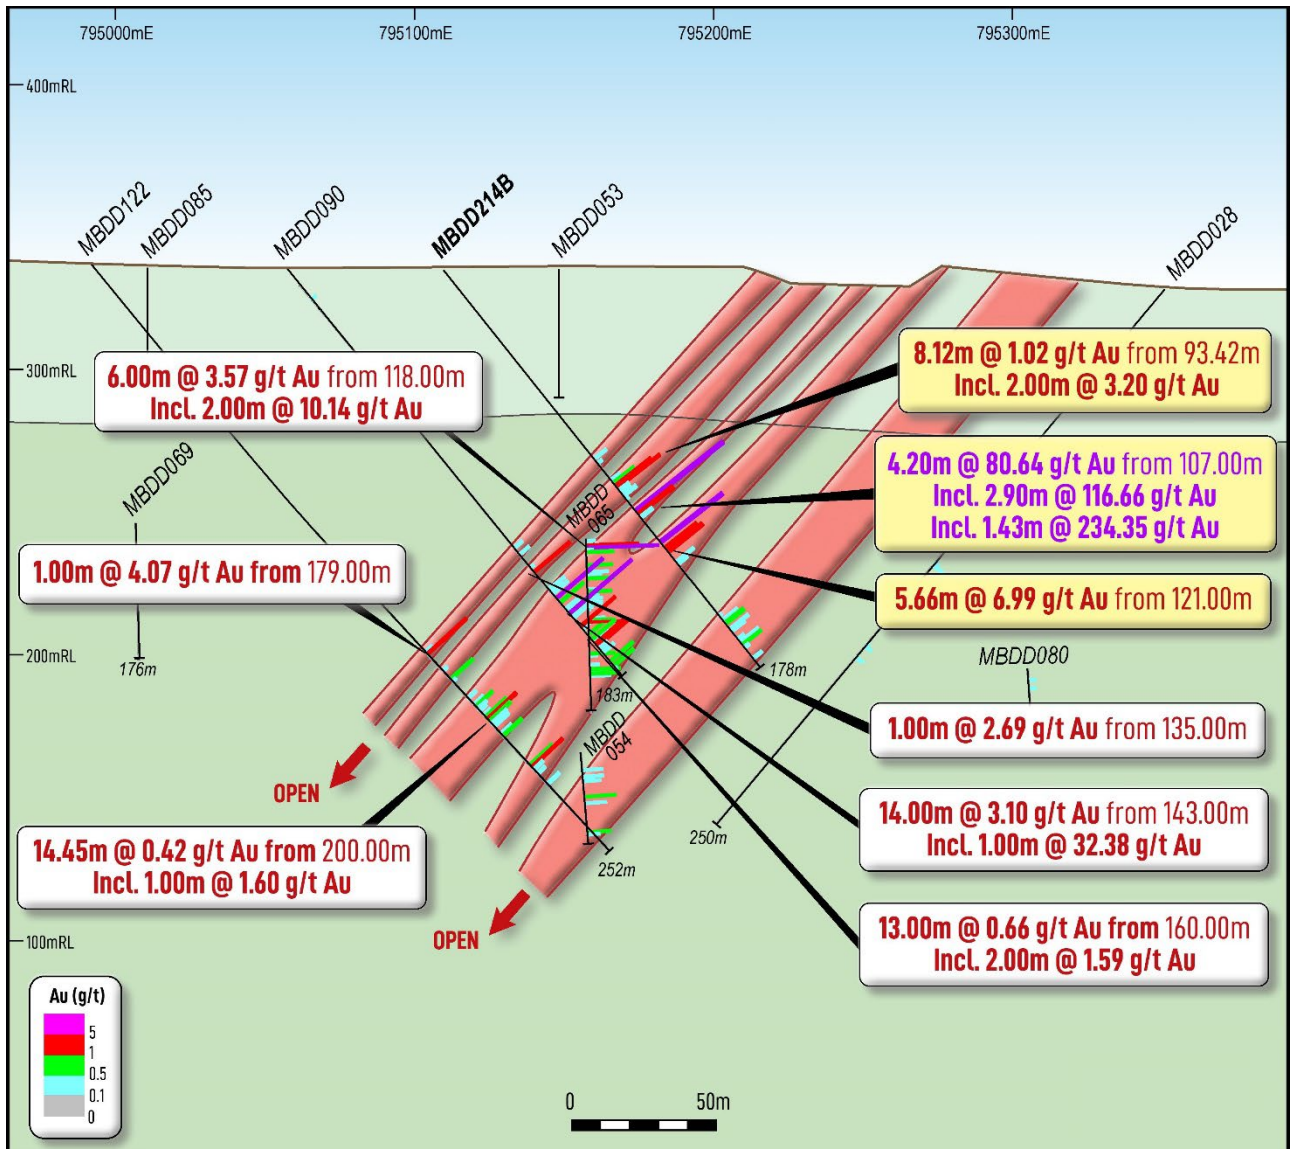 795000mE
795100mE
795200mE
795300mE
400mRL
MBDD122
MBDD085
MBDD090
MBDD214B
MBDD053
MBDD028
300mRL
6.00m @ 3.57 g/t Au from 118.00m
Incl. 2.00m @ 10.14 g/t Au
8.12m @ 1.02 g/t Au from 93.42m
Incl. 2.00m @ 3.20 g/t Au
4.20m @ 80.64 g/t Au from 107.00m
Incl. 2.90m @ 116.66 g/t Au
Incl. 1.43m @ 234.35 g/t Au
MBDD069
MBDD
065
1.00m @ 4.07 g/t Au from 179.00m
5.66m @ 6.99 g/t Au from 121.00m
200mRL
176m
183m
178m
MBDD080
MBDD
054
1.00m @ 2.69 g/t Au from 135.00m
OPEN
14.00m @ 3.10 g/t Au from 143.00m
Incl. 1.00m @ 32.38 g/t Au
14.45m @ 0.42 g/t Au from 200.00m
Incl. 1.00m @ 1.60 g/t Au
250m
252m
OPEN
13.00m @ 0.66 g/t Au from 160.00m
Incl. 2.00m @ 1.59 g/t Au
100mRL
Au (g/t)
5
1
0.5
0.1
0
0 50m